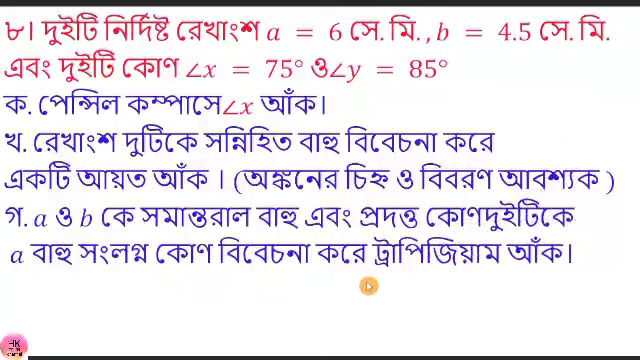 ৮। দুইটি নির্দিষ্ট রেখাংশ a = 6 সে. মি. , b = 4.5 সে. মি.
এবং দুইটি কোণ ∠x = 75° ও∠y = 85°
ক. পেন্সিল কম্পাসে∠x আঁক।
খ. রেখাংশ দুটিকে সন্নিহিত বাহু বিবেচনা করে
একটি আয়ত আঁক । (অঙ্কনের চিহ্ন ও বিবরণ আবশ্যক )
গ. a ও b কে সমান্তরাল বাহু এবং প্রদত্ত কোণদুইটিকে
a বাহু সংলগ্ন কোণ বিবেচনা করে ট্রাপিজিয়াম আঁক।
HK